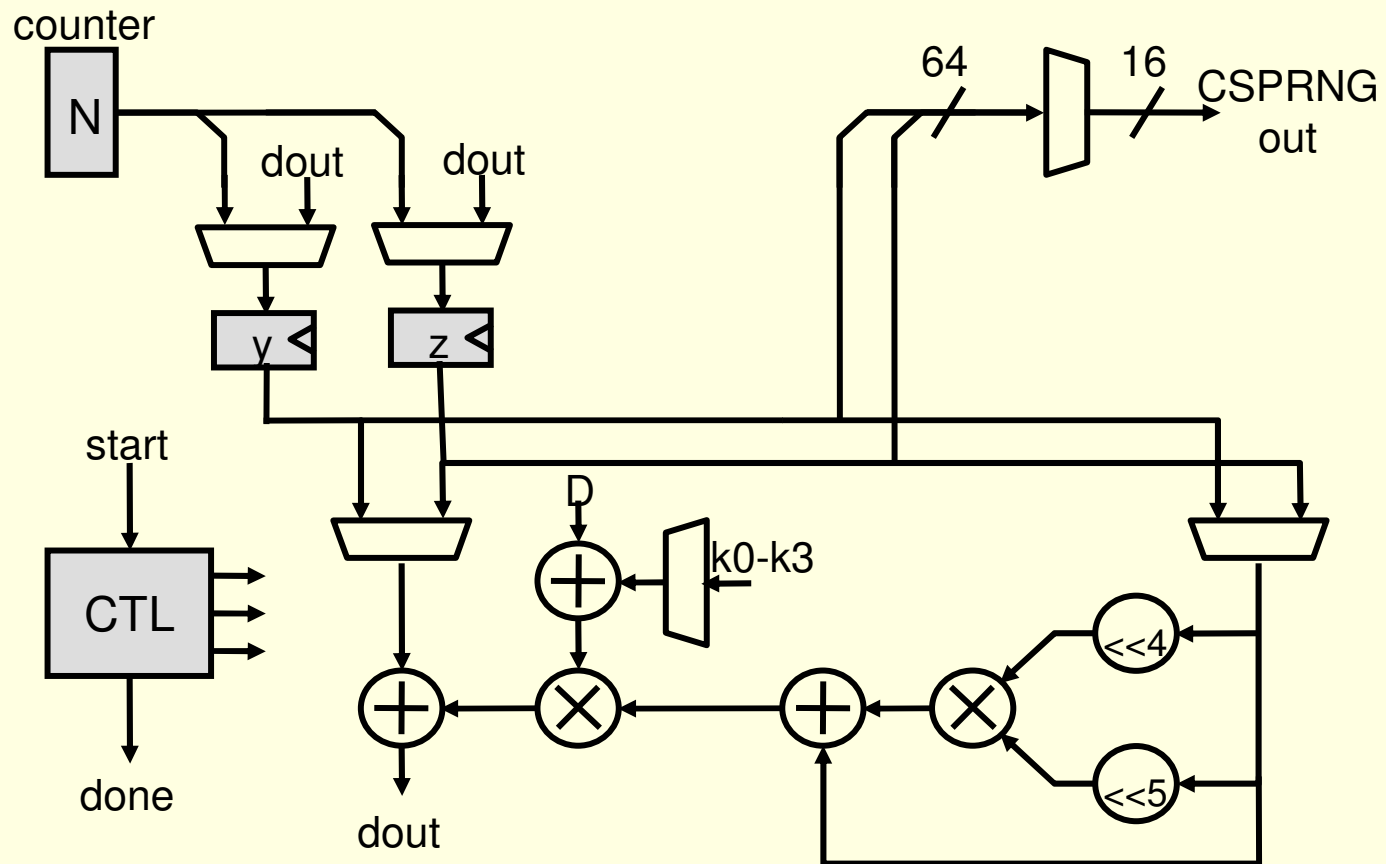 counter
N
dout
dout
64
16
CSPRNG
out
y
z
start
D
k0-k3
CTL
<<4
<<5
done
dout